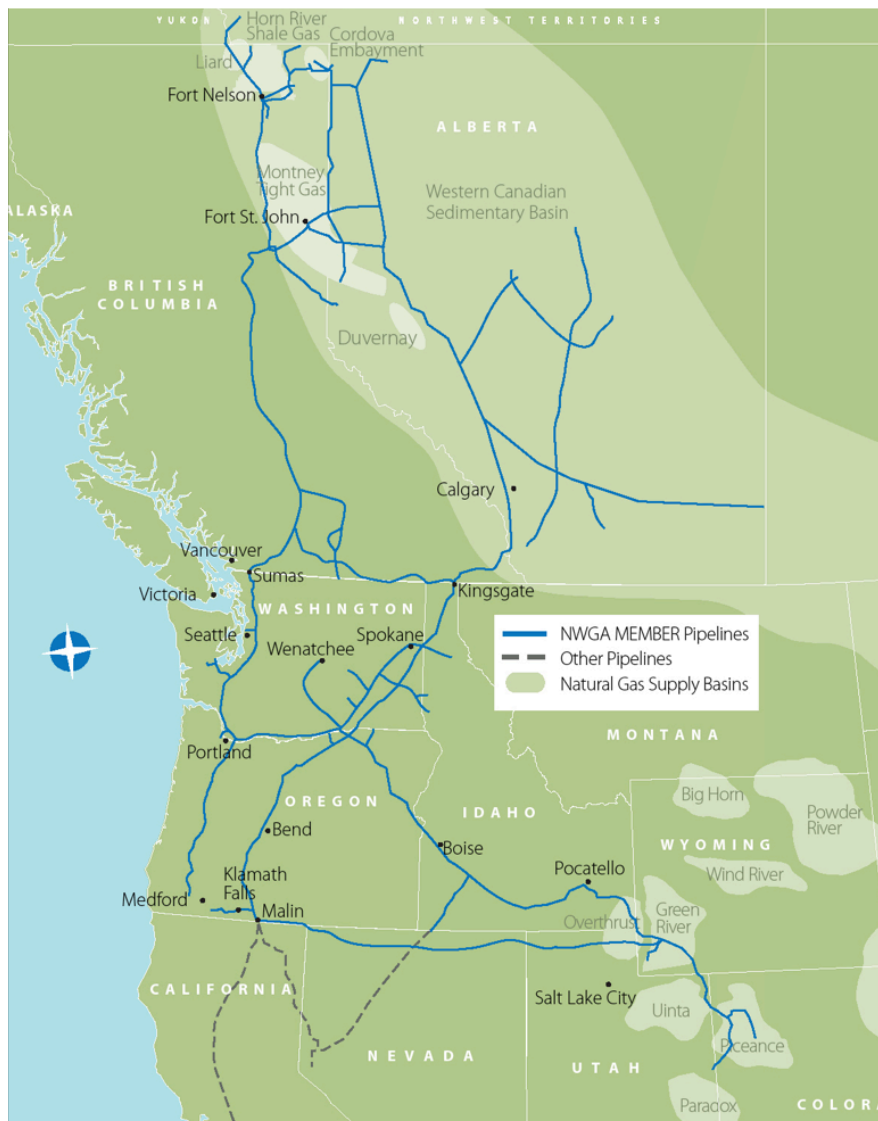 YUKON
NORTHWEST TERRITORIES
Horn River
Shale Gas
Cordova
Embayment
Liard
Fort Nelson
ALBERTA
Montney
Tight Gas
Western Canadian
Sedimentary Basin
ALASKA
Fort St. John
BRITISH
COLUMBIA
Duvernay
Calgary
Vancouver
Sumas
Kingsgate
Victoria
WASHINGTON
Seattle
Spokane
Wenatchee
NWGA MEMBER Pipelines
Other Pipelines
Natural Gas Supply Basins
Portland
MONTANA
OREGON
IDAHO
Big Horn
Powder
River
Bend
Boise
WYOMING
Pocatello
Wind River
Klamath
Falls
Medford
Malin
Green
River
Overthrust
CALIFORNIA
Salt Lake City
Uinta
Piceance
NEVADA
UTAH
Paradox
COLORA